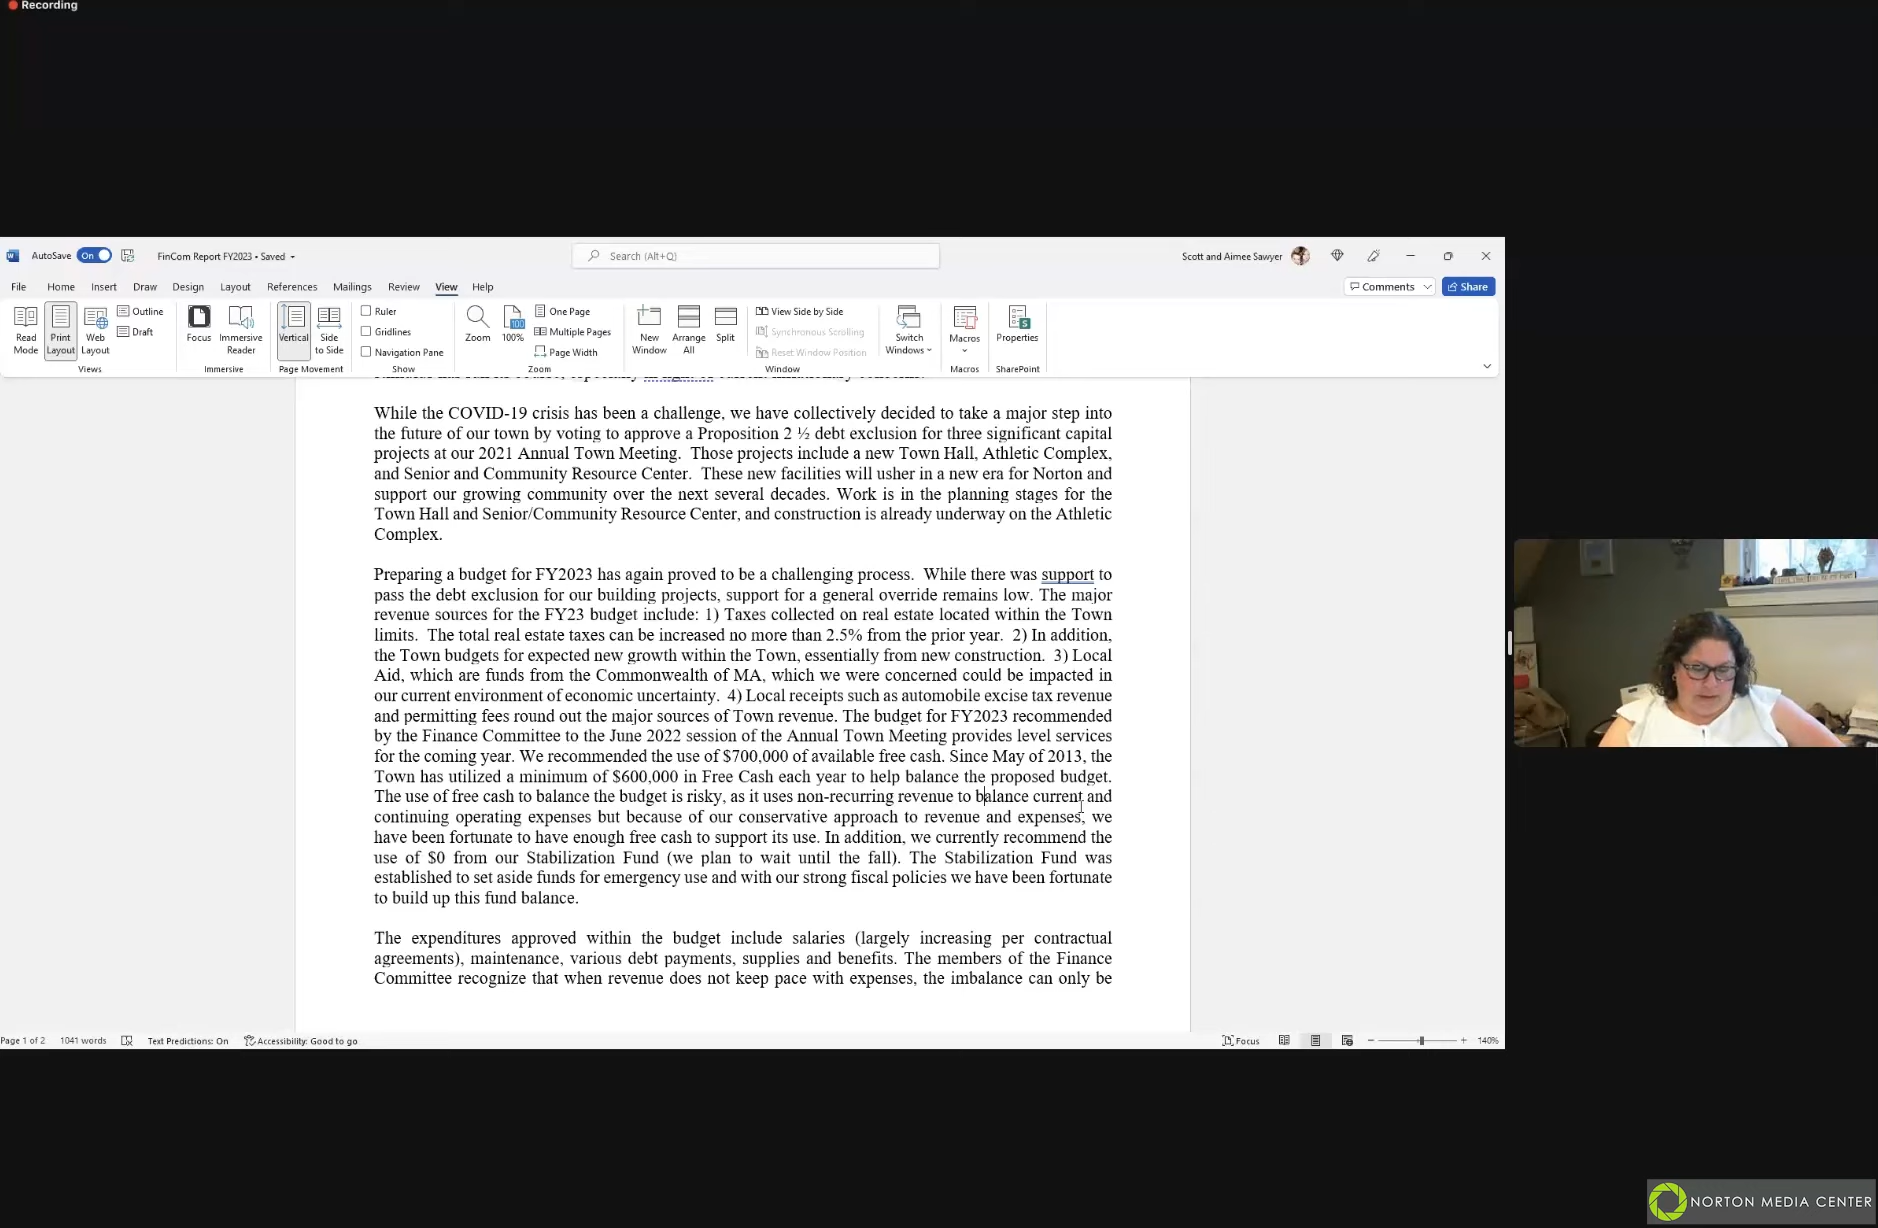 Recording
AutoSave On FinCom Report FY2023 • Saved Search (Alt+Q) Scott and Aimee Sawyer
File Home Insert Draw Design Layout References Mailings Review View Help Comments Share
Read Mode
Print Layout
Web Layout
Outline
Draft
Views
Focus
Immersive Reader
Immersive
Vertical
Side to Side
Page Movement
Ruler
Gridlines
Navigation Pane
Show
Zoom
100
100%
One Page
Multiple Pages
Page Width
Zoom
New Window
Arrange All
Split
View Side by Side
Synchronous Scrolling
Reset Window Position
Window
Switch Windows
Macros
Macros
Properties
SharePoint
While the COVID-19 crisis has been a challenge, we have collectively decided to take a major step into
the future of our town by voting to approve a Proposition 2 ½ debt exclusion for three significant capital
projects at our 2021 Annual Town Meeting. Those projects include a new Town Hall, Athletic Complex,
and Senior and Community Resource Center. These new facilities will usher in a new era for Norton and
support our growing community over the next several decades. Work is in the planning stages for the
Town Hall and Senior/Community Resource Center, and construction is already underway on the Athletic
Complex.
Preparing a budget for FY2023 has again proved to be a challenging process. While there was support to
pass the debt exclusion for our building projects, support for a general override remains low. The major
revenue sources for the FY23 budget include: 1) Taxes collected on real estate located within the Town
limits. The total real estate taxes can be increased no more than 2.5% from the prior year. 2) In addition,
the Town budgets for expected new growth within the Town, essentially from new construction. 3) Local
Aid, which are funds from the Commonwealth of MA, which we were concerned could be impacted in
our current environment of economic uncertainty. 4) Local receipts such as automobile excise tax revenue
and permitting fees round out the major sources of Town revenue. The budget for FY2023 recommended
by the Finance Committee to the June 2022 session of the Annual Town Meeting provides level services
for the coming year. We recommended the use of $700,000 of available free cash. Since May of 2013, the
Town has utilized a minimum of $600,000 in Free Cash each year to help balance the proposed budget.
The use of free cash to balance the budget is risky, as it uses non-recurring revenue to balance current and
continuing operating expenses but because of our conservative approach to revenue and expenses, we
have been fortunate to have enough free cash to support its use. In addition, we currently recommend the
use of $0 from our Stabilization Fund (we plan to wait until the fall). The Stabilization Fund was
established to set aside funds for emergency use and with our strong fiscal policies we have been fortunate
to build up this fund balance.
The expenditures approved within the budget include salaries (largely increasing per contractual
agreements), maintenance, various debt payments, supplies and benefits. The members of the Finance
Committee recognize that when revenue does not keep pace with expenses, the imbalance can only be
Page 1 of 2 1041 words Text Predictions: On Accessibility: Good to go Focus 140%
NORTON MEDIA CENTER